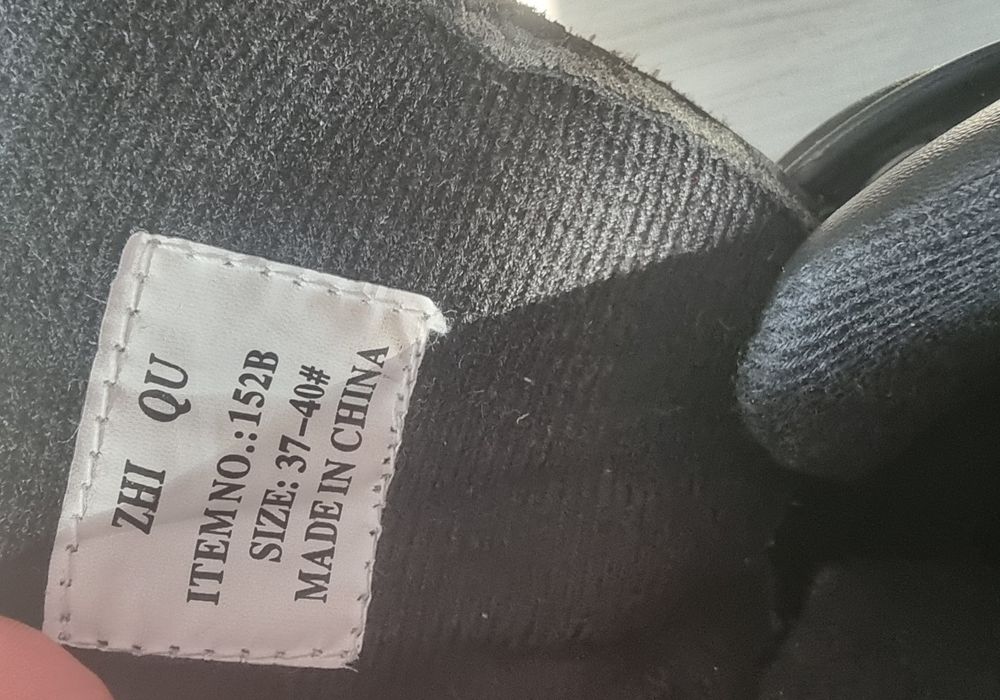 ZHI QU
ITEM NO.:152B
SIZE: 37-40#
MADE IN CHINA